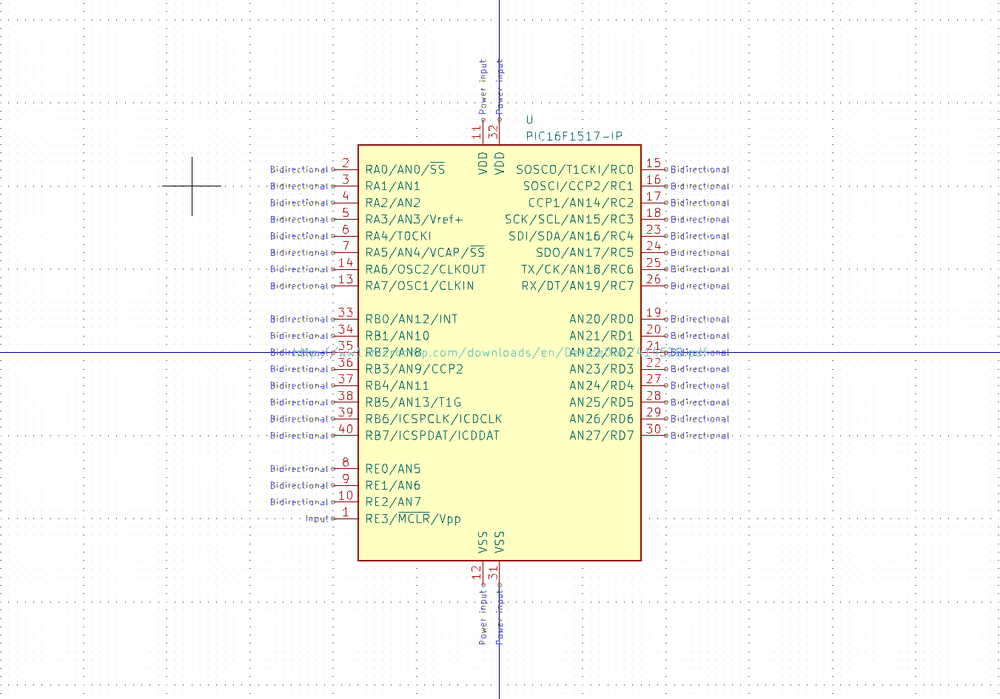 Power input Power input
11 32
U
PIC16F1517-IP
VDD VDD
Bidirectional 2 RA0/AN0/SS SOSCO/T1CKI/RC0 15 Bidirectional
Bidirectional 3 RA1/AN1 SOSCI/CCP2/RC1 16 Bidirectional
Bidirectional 4 RA2/AN2 CCP1/AN14/RC2 17 Bidirectional
Bidirectional 5 RA3/AN3/Vref+ SCK/SCL/AN15/RC3 18 Bidirectional
Bidirectional 6 RA4/T0CKI SDI/SDA/AN16/RC4 23 Bidirectional
Bidirectional 7 RA5/AN4/VCAP/SS SDO/AN17/RC5 24 Bidirectional
Bidirectional 14 RA6/OSC2/CLKOUT TX/CK/AN18/RC6 25 Bidirectional
Bidirectional 13 RA7/OSC1/CLKIN RX/DT/AN19/RC7 26 Bidirectional
Bidirectional 33 RB0/AN12/INT AN20/RD0 19 Bidirectional
Bidirectional 34 RB1/AN10 AN21/RD1 20 Bidirectional
Bidirectional 35 RB2/AN8 AN22/RD2 21 Bidirectional
Bidirectional 36 RB3/AN9/CCP2 AN23/RD3 22 Bidirectional
Bidirectional 37 RB4/AN11 AN24/RD4 27 Bidirectional
Bidirectional 38 RB5/AN13/T1G AN25/RD5 28 Bidirectional
Bidirectional 39 RB6/ICSPCLK/ICDCLK AN26/RD6 29 Bidirectional
Bidirectional 40 RB7/ICSPDAT/ICDDAT AN27/RD7 30 Bidirectional
Bidirectional 8 RE0/AN5
Bidirectional 9 RE1/AN6
Bidirectional 10 RE2/AN7
Input 1 RE3/MCLR/Vpp
VSS VSS
12 31
Power input Power input